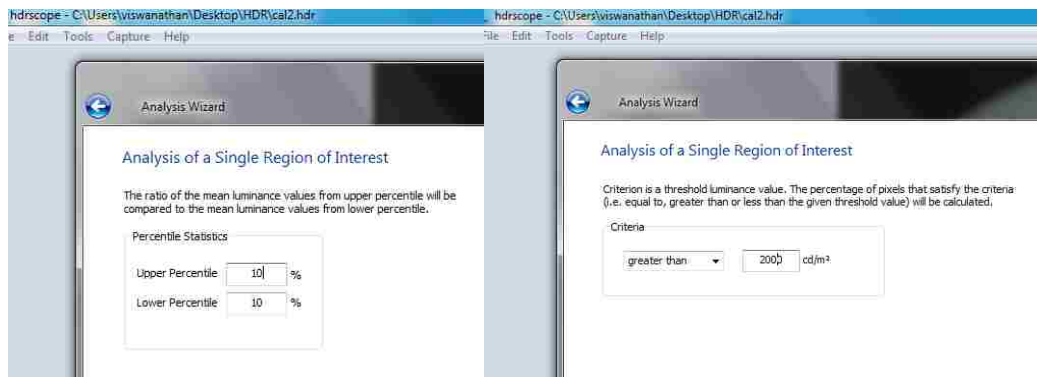 hdrscope - C:\Users\viswanathan\Desktop\HDR\cal2.hdr
e Edit Tools Capture Help
Analysis Wizard
Analysis of a Single Region of Interest
The ratio of the mean luminance values from upper percentile will be
compared to the mean luminance values from lower percentile.
Percentile Statistics
Upper Percentile 10 %
Lower Percentile 10 %
hdrscope - C:\Users\viswanathan\Desktop\HDR\cal2.hdr
File Edit Tools Capture Help
Analysis Wizard
Analysis of a Single Region of Interest
Criterion is a threshold luminance value. The percentage of pixels that satisfy the criteria
(i.e. equal to, greater than or less than the given threshold value) will be calculated.
Criteria
greater than 2000 cd/m²